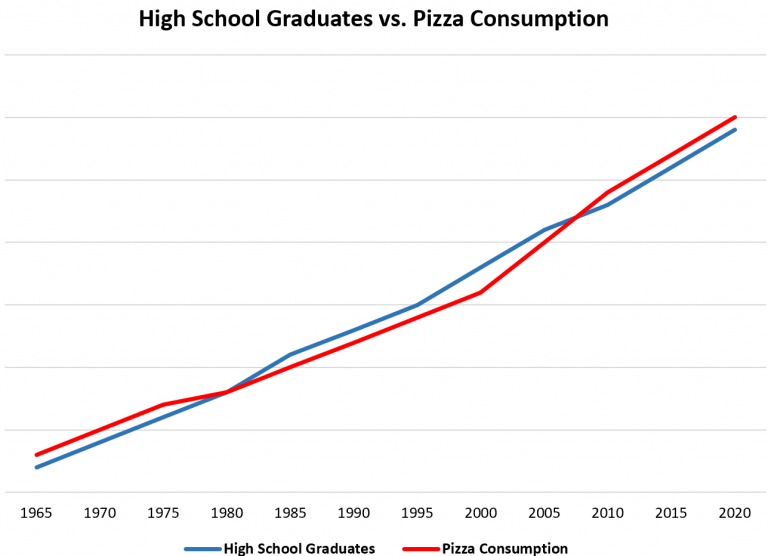 High School Graduates vs. Pizza Consumption
1965 1970 1975 1980 1985 1990 1995 2000 2005 2010 2015 2020
High School Graduates Pizza Consumption